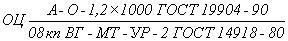 А - О - 1,2×1000 ГОСТ 19904 - 90
ОЦ
08кп ВГ - МТ - УР - 2 ГОСТ 14918 - 80